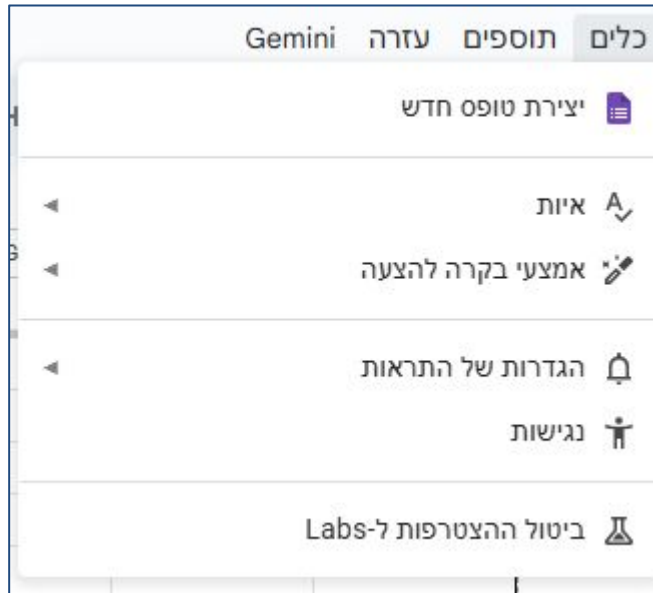 כלים תוספים עזרה Gemini
יצירת טופס חדש
איות
אמצעי בקרה להצעה
הגדרות של התראות
נגישות
ביטול ההצטרפות ל-Labs